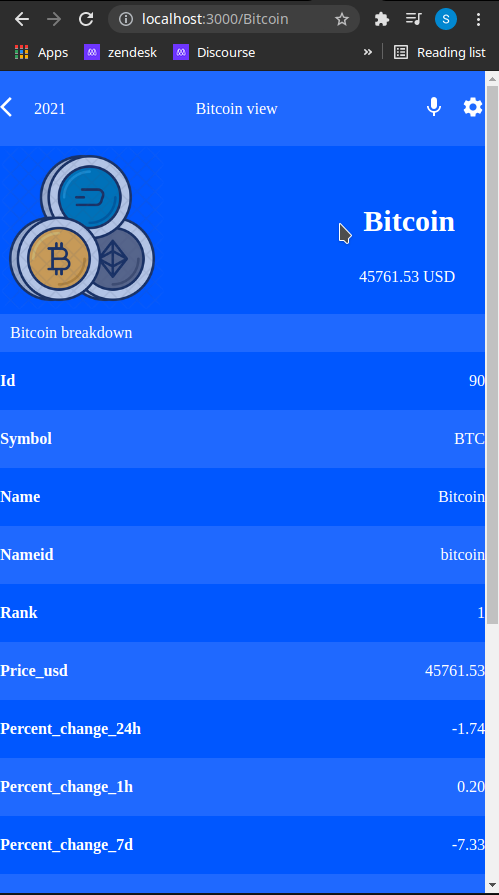 localhost:3000/Bitcoin
S
Apps zendesk Discourse » Reading list
2021 Bitcoin view
Bitcoin
45761.53 USD
Bitcoin breakdown
Id 90
Symbol BTC
Name Bitcoin
Nameid bitcoin
Rank 1
Price_usd 45761.53
Percent_change_24h -1.74
Percent_change_1h 0.20
Percent_change_7d -7.33